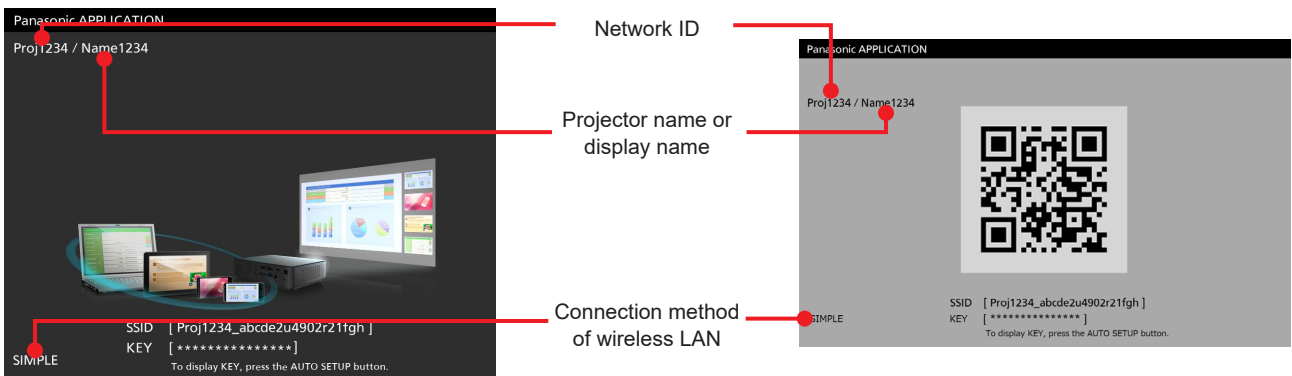 Panasonic APPLICATION
Proj1234 / Name1234
SSID [ Proj1234_abcde2u4902r21fgh ]
KEY [ *************** ]
To display KEY, press the AUTO SETUP button.
SIMPLE
Network ID
Projector name or
display name
Connection method
of wireless LAN
Panasonic APPLICATION
Proj1234 / Name1234
SSID [ Proj1234_abcde2u4902r21fgh ]
SIMPLE
KEY [ *************** ]
To display KEY, press the AUTO SETUP button.